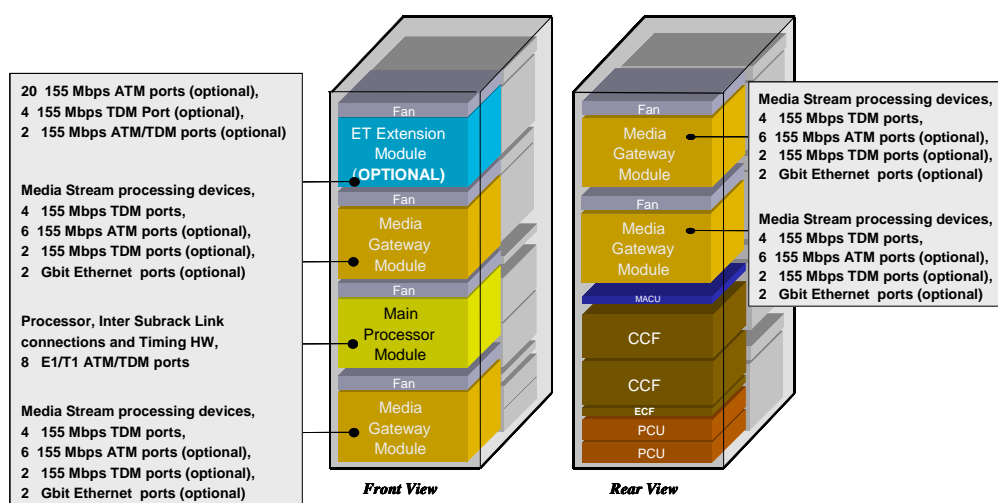 20 155 Mbps ATM ports (optional),
4 155 Mbps TDM Port (optional),
2 155 Mbps ATM/TDM ports (optional)
Media Stream processing devices,
4 155 Mbps TDM ports,
6 155 Mbps ATM ports (optional),
2 155 Mbps TDM ports (optional),
2 Gbit Ethernet ports (optional)
Processor, Inter Subrack Link
connections and Timing HW,
8 E1/T1 ATM/TDM ports
Media Stream processing devices,
4 155 Mbps TDM ports,
6 155 Mbps ATM ports (optional),
2 155 Mbps TDM ports (optional),
2 Gbit Ethernet ports (optional)
Fan
ET Extension
Module
(OPTIONAL)
Fan
Media
Gateway
Module
Fan
Main
Processor
Module
Fan
Media
Gateway
Module
Front View
Fan
Media
Gateway
Module
Fan
Media
Gateway
Module
MACU
CCF
CCF
ECF
PCU
PCU
Rear View
Media Stream processing devices,
4 155 Mbps TDM ports,
6 155 Mbps ATM ports (optional),
2 155 Mbps TDM ports (optional),
2 Gbit Ethernet ports (optional)
Media Stream processing devices,
4 155 Mbps TDM ports,
6 155 Mbps ATM ports (optional),
2 155 Mbps TDM ports (optional),
2 Gbit Ethernet ports (optional)